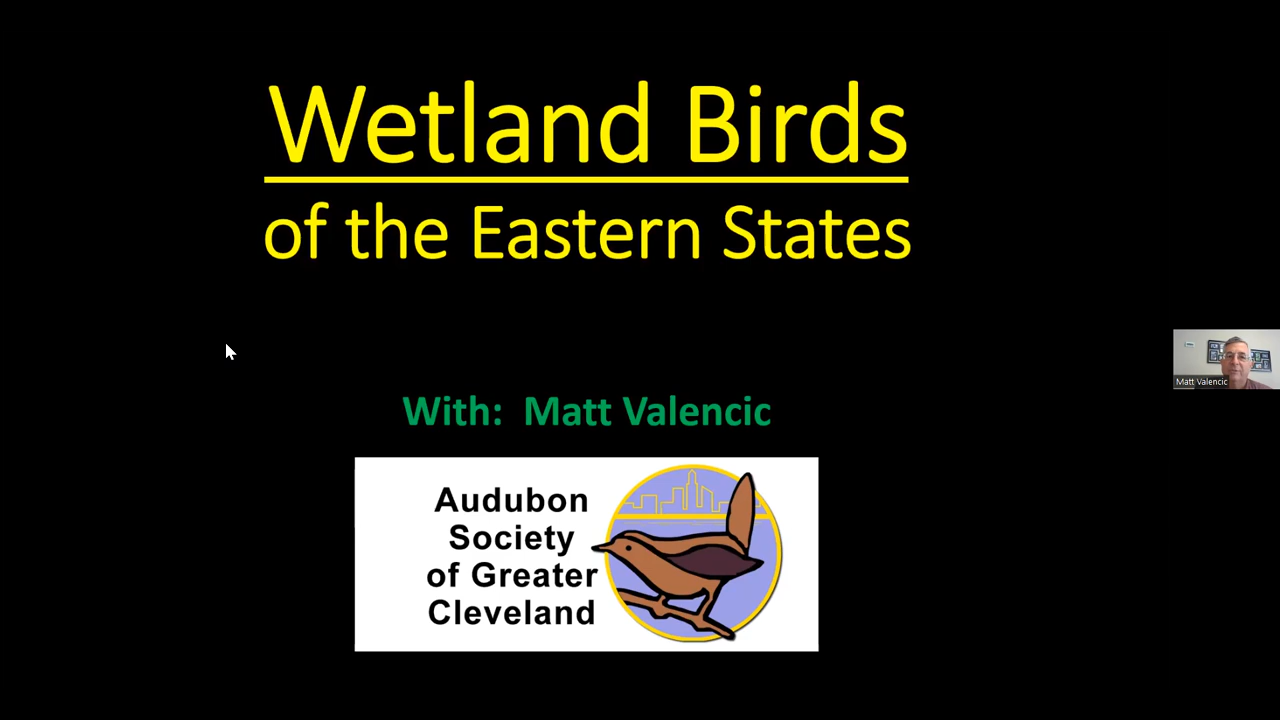 Wetland Birds
of the Eastern States
With: Matt Valencic
Audubon
Society
of Greater
Cleveland
Matt Valencic